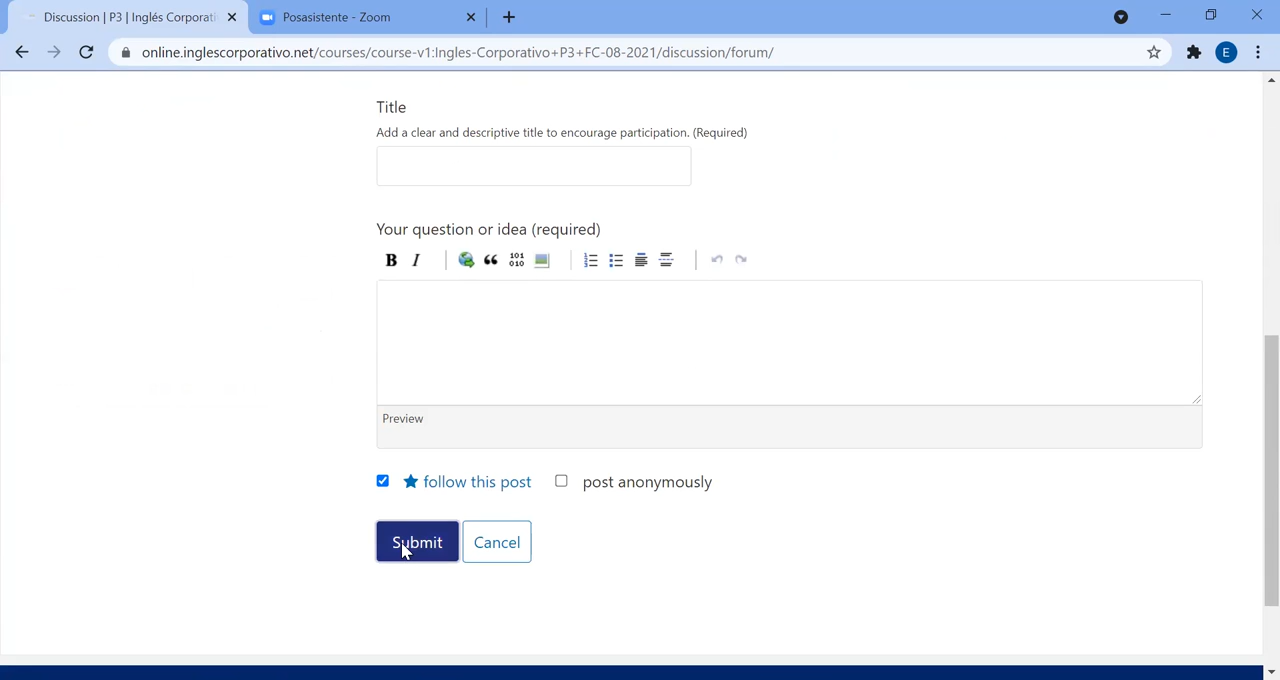 Discussion | P3 | Inglés Corporati
Posasistente - Zoom
online.inglescorporativo.net/courses/course-v1:Ingles-Corporativo+P3+FC-08-2021/discussion/forum/
E
Title
Add a clear and descriptive title to encourage participation. (Required)
Your question or idea (required)
B I 101 010
Preview
follow this post post anonymously
Submit Cancel